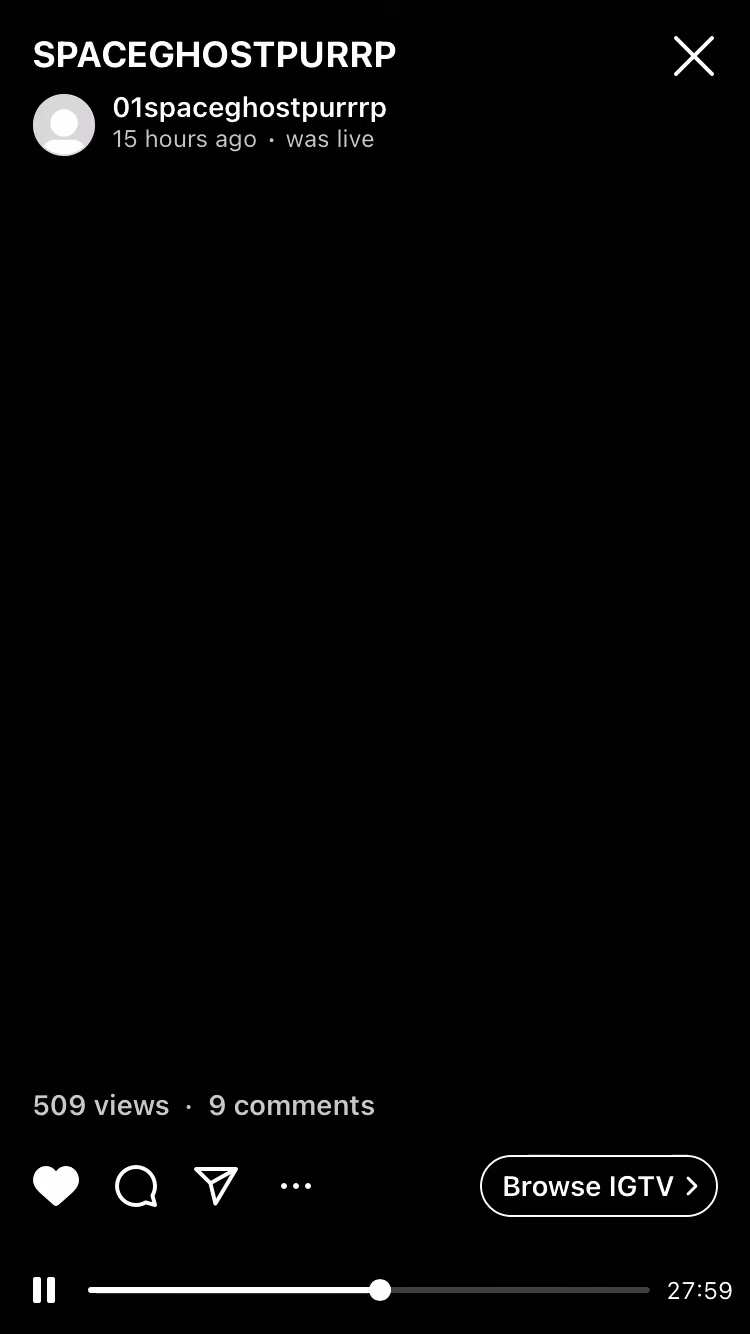 SPACEGHOSTPURRP
01spaceghostpurrrp
15 hours ago · was live
509 views · 9 comments
Browse IGTV
27:59